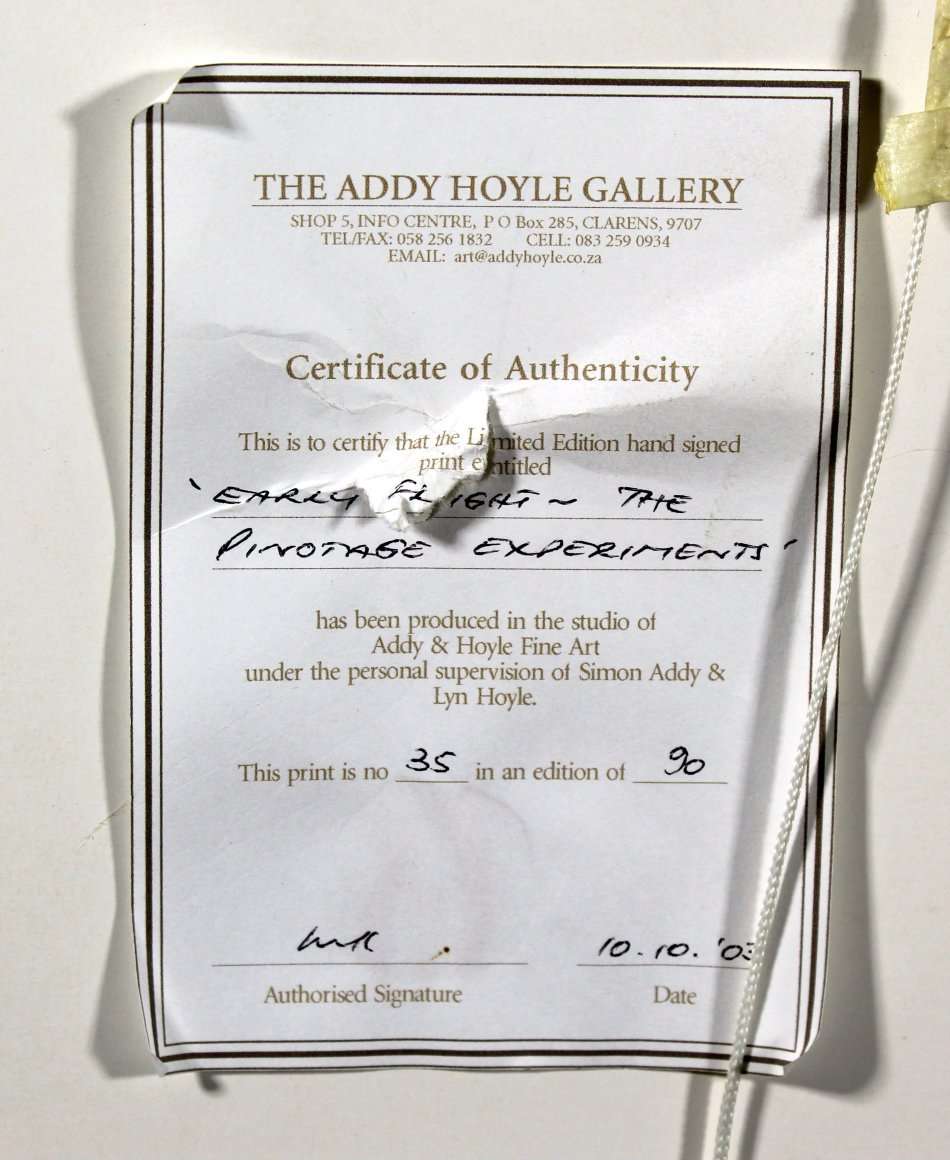 THE ADDY HOYLE GALLERY
SHOP 5, INFO CENTRE, P O Box 285, CLARENS, 9707
TEL/FAX: 058 256 1832 CELL: 083 259 0934
EMAIL: art@addyhoyle.co.za
Certificate of Authenticity
This is to certify that the Limited Edition hand signed
print entitled
'EARLY FLIGHT ~ THE
PINOTAGE EXPERIMENTS'
has been produced in the studio of
Addy & Hoyle Fine Art
under the personal supervision of Simon Addy &
Lyn Hoyle.
This print is no 35 in an edition of 90
10.10.'03
Authorised Signature Date